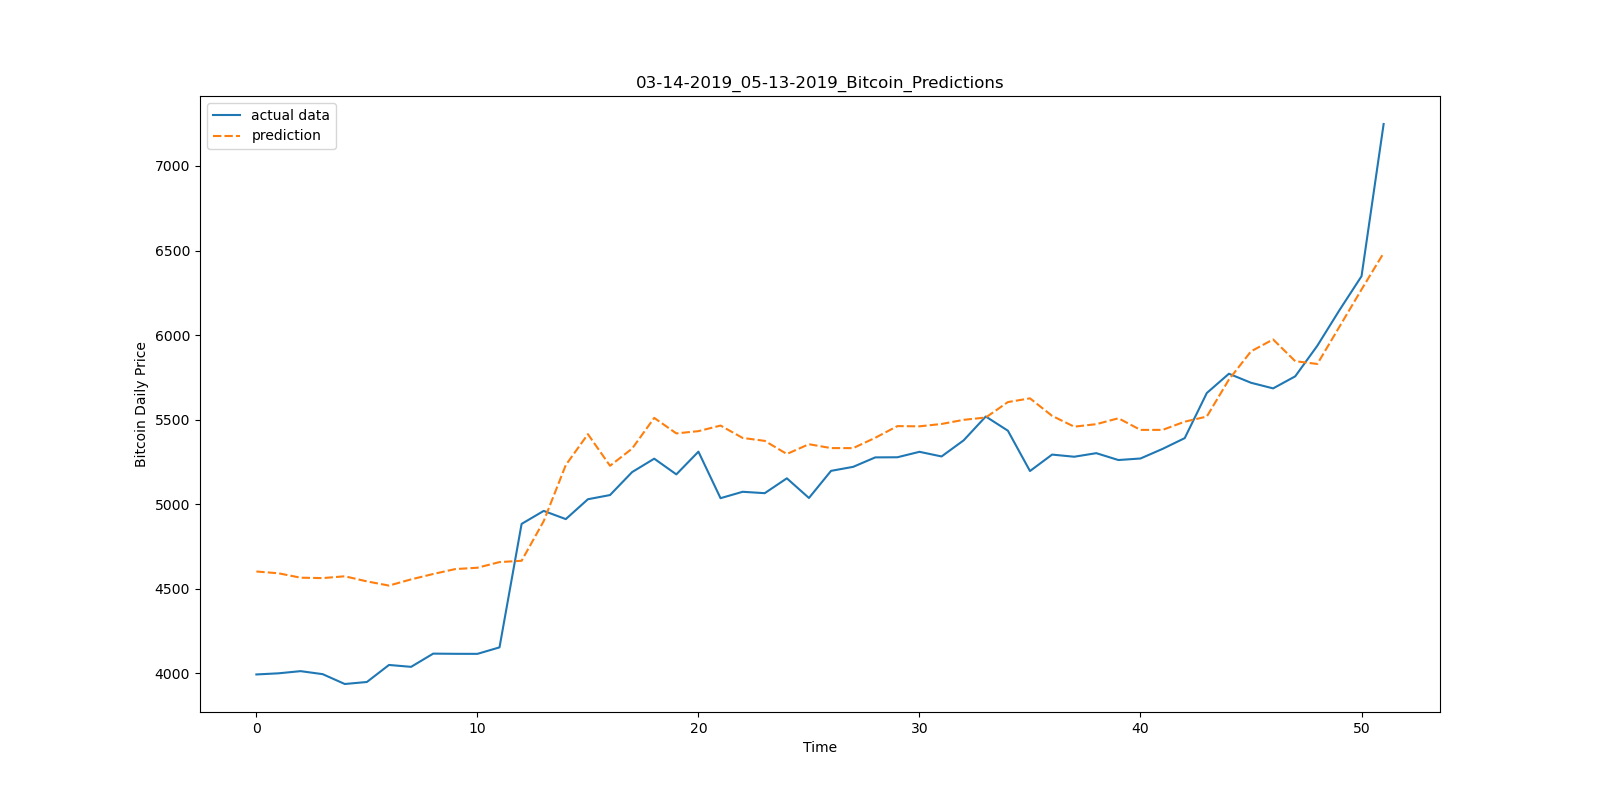 03-14-2019_05-13-2019_Bitcoin_Predictions
actual data
prediction
7000
6500
6000
5500
5000
4500
4000
Bitcoin Daily Price
0 10 20 30 40 50
Time